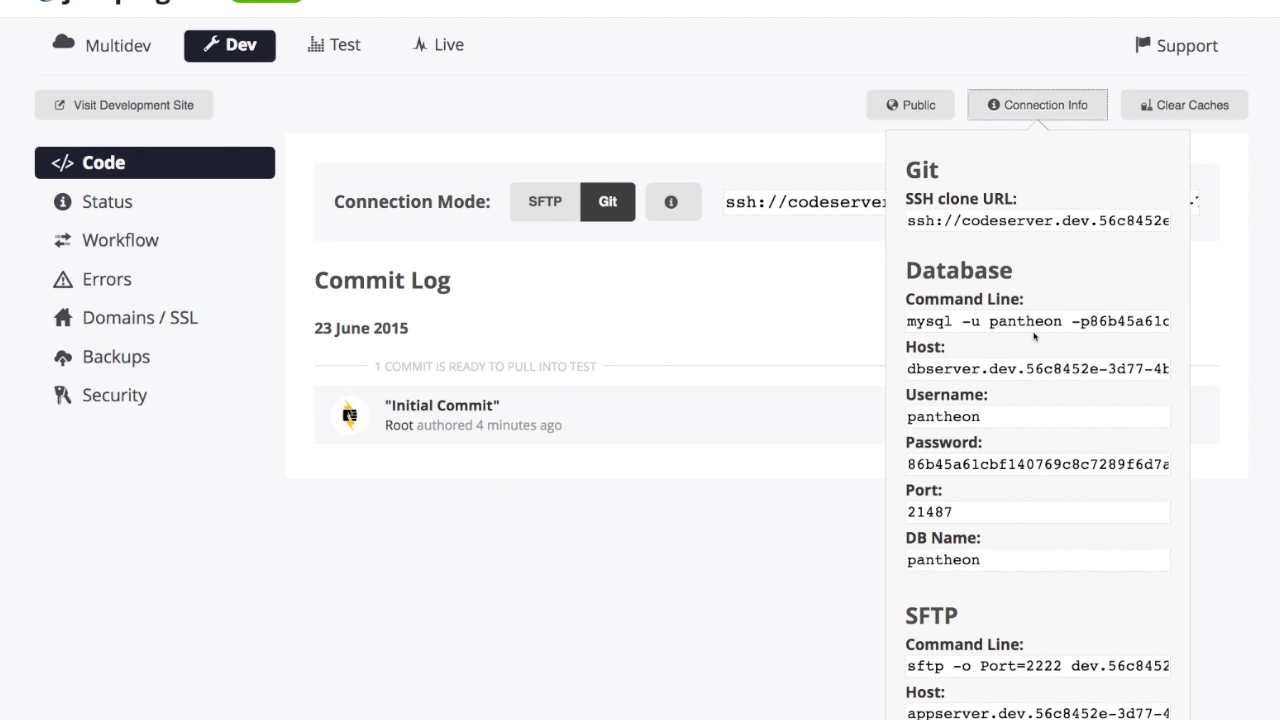 Multidev
Dev
Test
Live
Support
Visit Development Site
Public
Connection Info
Clear Caches
</> Code
Status
Workflow
Errors
Domains / SSL
Backups
Security
Connection Mode:
SFTP
Git
ssh://codeserver
Commit Log
23 June 2015
1 COMMIT IS READY TO PULL INTO TEST
"Initial Commit"
Root authored 4 minutes ago
Git
SSH clone URL:
ssh://codeserver.dev.56c8452e
Database
Command Line:
mysql -u pantheon -p86b45a61c
Host:
dbserver.dev.56c8452e-3d77-4b
Username:
pantheon
Password:
86b45a61cbf140769c8c7289f6d7a
Port:
21487
DB Name:
pantheon
SFTP
Command Line:
sftp -o Port=2222 dev.56c8452
Host:
appserver.dev.56c8452e-3d77-4